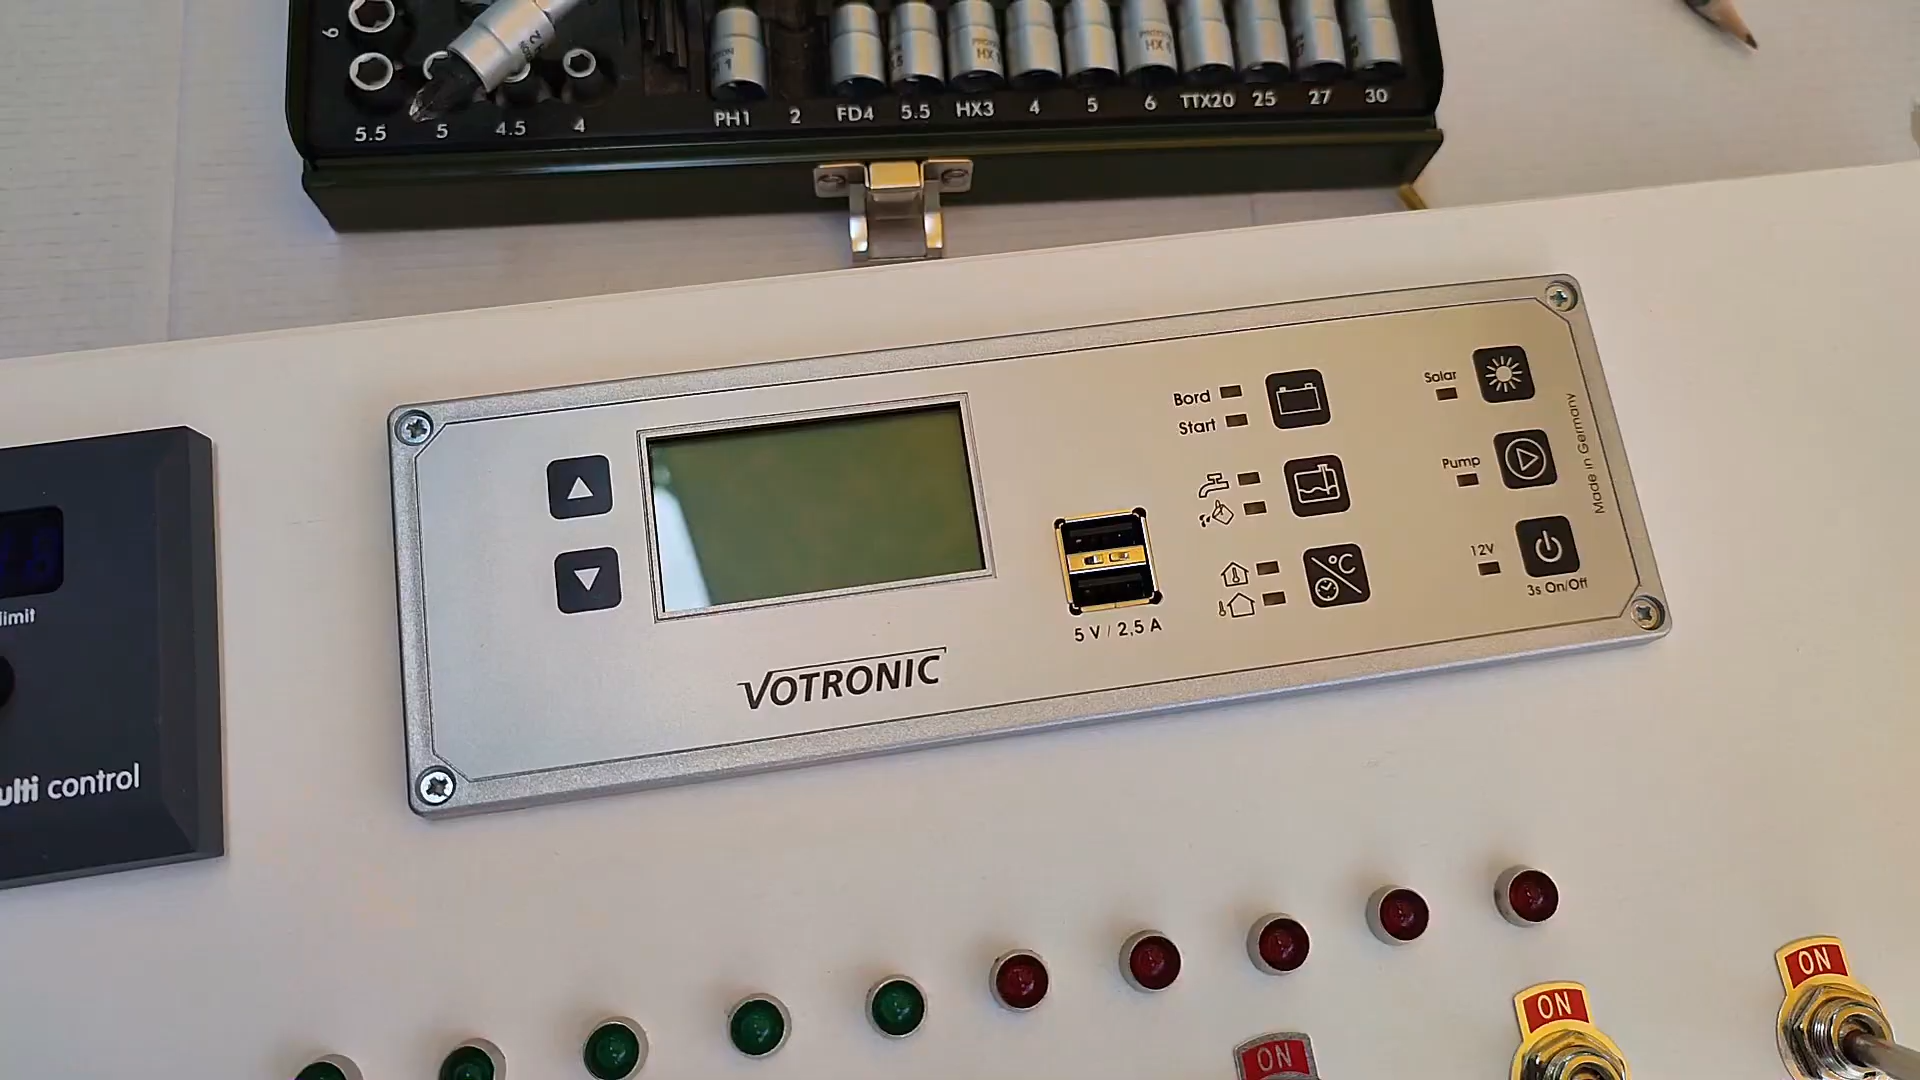 6
5.5
5
4.5
4
PH1
2
FD4
5.5
HX3
4
5
6
TTX20
25
27
30
Bord
Start
Solar
Pump
12V
3s On/Off
Made in Germany
°C
5 V / 2,5 A
VOTRONIC
limit
ulti control
ON
ON
ON